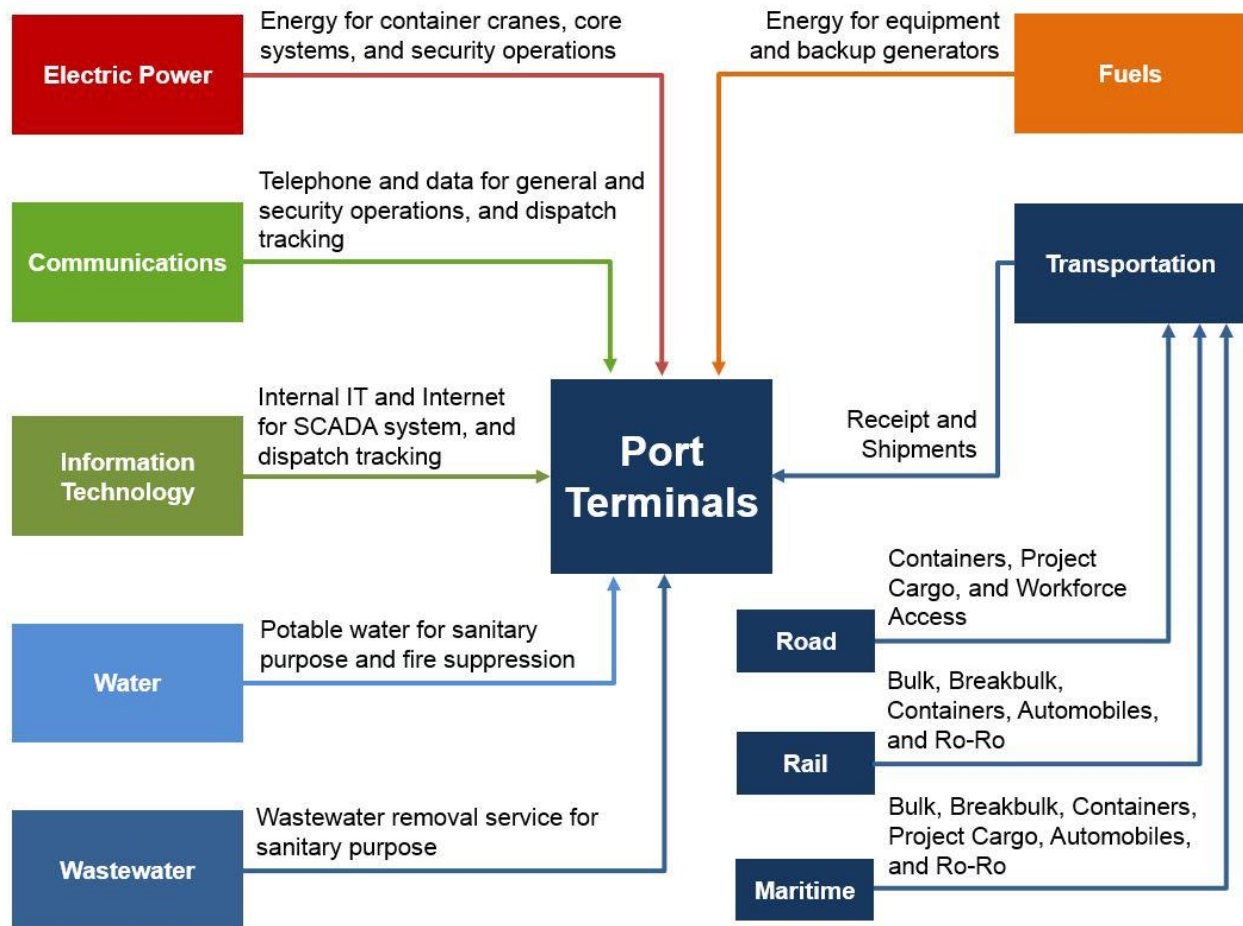 Energy for container cranes, core
systems, and security operations
Electric Power
Energy for equipment
and backup generators
Fuels
Telephone and data for general and
security operations, and dispatch
tracking
Communications
Transportation
Internal IT and Internet
for SCADA system, and
dispatch tracking
Information
Technology
Port
Terminals
Receipt and
Shipments
Potable water for sanitary
purpose and fire suppression
Water
Wastewater removal service for
sanitary purpose
Wastewater
Containers, Project
Cargo, and Workforce
Access
Road
Bulk, Breakbulk,
Containers, Automobiles,
and Ro-Ro
Rail
Bulk, Breakbulk, Containers,
Project Cargo, Automobiles,
and Ro-Ro
Maritime